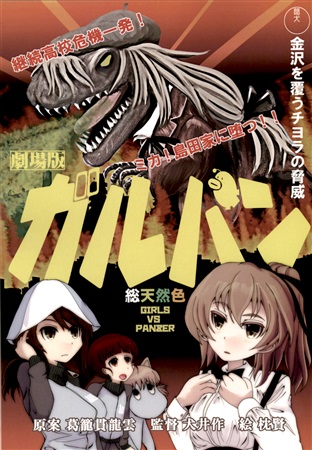 継続高校危機一発！
ミカ！島田家に堕つ！！
金沢を覆うチヨラの脅威
劇場版
ガルパン
総天然色
GIRLS
VS
PANZER
原案 葛籠貫龍雲 監督 犬井作 絵 枕賢